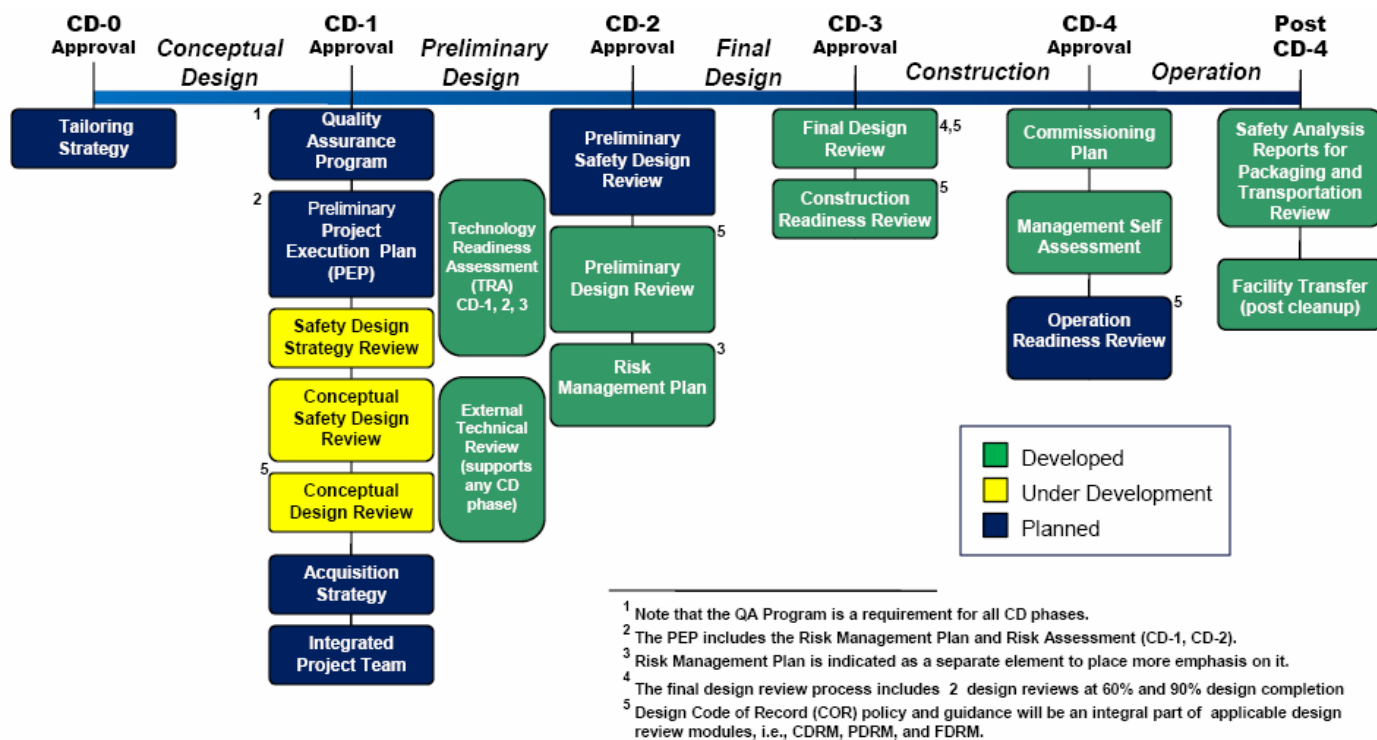 CD-0
Approval
Conceptual
Design
CD-1
Approval
Preliminary
Design
CD-2
Approval
Final
Design
CD-3
Approval
Construction
CD-4
Approval
Operation
Post
CD-4
Tailoring
Strategy
1
Quality
Assurance
Program
2
Preliminary
Project
Execution Plan
(PEP)
Safety Design
Strategy Review
Conceptual
Safety Design
Review
5
Conceptual
Design Review
Acquisition
Strategy
Integrated
Project Team
Technology
Readiness
Assessment
(TRA)
CD-1, 2, 3
External
Technical
Review
(supports
any CD
phase)
Preliminary
Safety Design
Review
5
Preliminary
Design Review
3
Risk
Management Plan
4,5
Final Design
Review
5
Construction
Readiness Review
Commissioning
Plan
Management Self
Assessment
5
Operation
Readiness Review
Safety Analysis
Reports for
Packaging and
Transportation
Review
Facility Transfer
(post cleanup)
Developed
Under Development
Planned
1 Note that the QA Program is a requirement for all CD phases.
2 The PEP includes the Risk Management Plan and Risk Assessment (CD-1, CD-2).
3 Risk Management Plan is indicated as a separate element to place more emphasis on it.
4 The final design review process includes 2 design reviews at 60% and 90% design completion
5 Design Code of Record (COR) policy and guidance will be an integral part of applicable design
review modules, i.e., CDRM, PDRM, and FDRM.